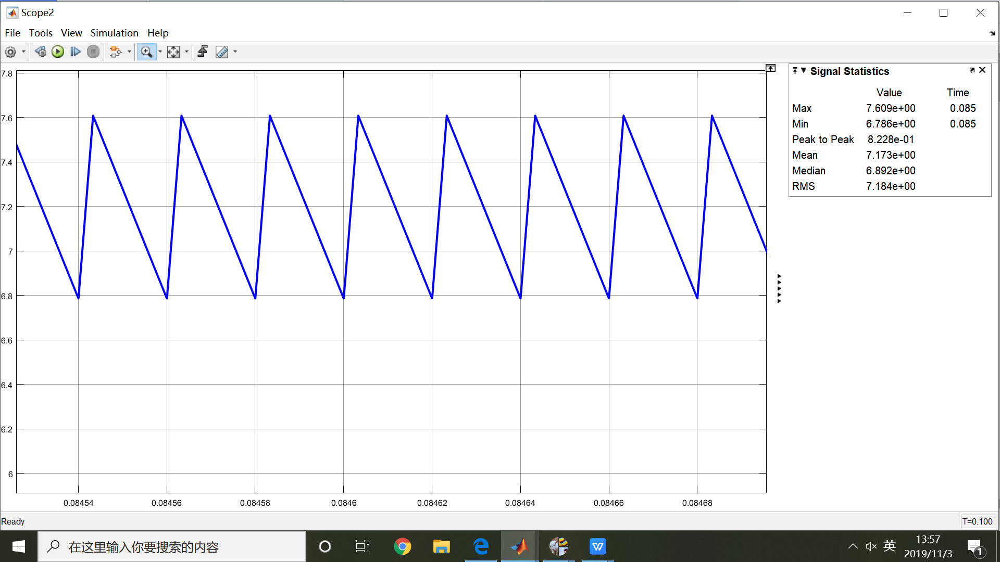 Scope2
File Tools View Simulation Help
7.8
7.6
7.4
7.2
7
6.8
6.6
6.4
6.2
6
0.08454 0.08456 0.08458 0.0846 0.08462 0.08464 0.08466 0.08468
Signal Statistics
Value Time
Max 7.609e+00 0.085
Min 6.786e+00 0.085
Peak to Peak 8.228e-01
Mean 7.173e+00
Median 6.892e+00
RMS 7.184e+00
Ready T=0.100
在这里输入你要搜索的内容
W
英
13:57
2019/11/3
1